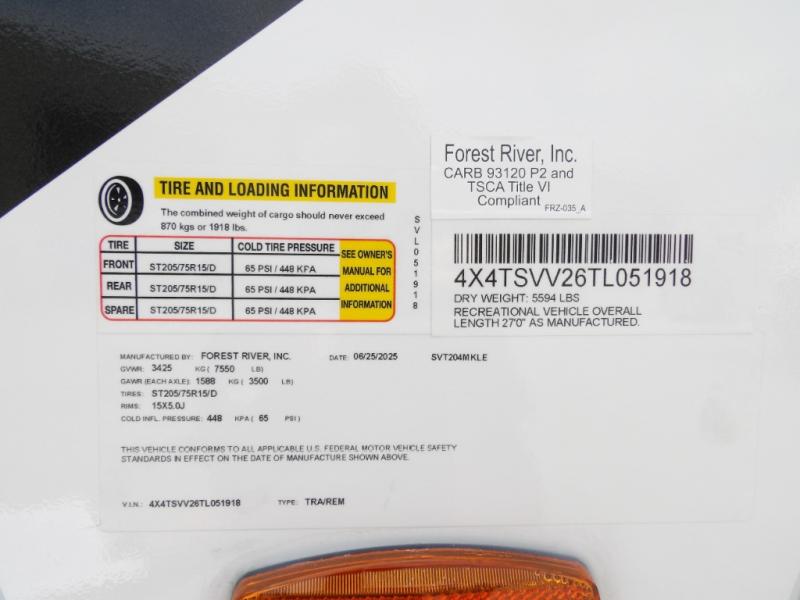 Forest River, Inc.
CARB 93120 P2 and
TSCA Title VI
Compliant
FRZ-035_A
TIRE AND LOADING INFORMATION
The combined weight of cargo should never exceed
870 kgs or 1918 lbs.
TIRE SIZE COLD TIRE PRESSURE
FRONT ST205/75R15/D 65 PSI / 448 KPA
REAR ST205/75R15/D 65 PSI / 448 KPA
SPARE ST205/75R15/D 65 PSI / 448 KPA
SEE OWNER'S
MANUAL FOR
ADDITIONAL
INFORMATION
SVL051918
4X4TSVV26TL051918
DRY WEIGHT: 5594 LBS
RECREATIONAL VEHICLE OVERALL
LENGTH 27'0" AS MANUFACTURED.
MANUFACTURED BY: FOREST RIVER, INC. DATE: 06/25/2025 SVT204MKLE
GVWR: 3425 KG ( 7550 LB)
GAWR (EACH AXLE): 1588 KG ( 3500 LB)
TIRES: ST205/75R15/D
RIMS: 15X5.0J
COLD INFL. PRESSURE: 448 KPA ( 65 PSI )
THIS VEHICLE CONFORMS TO ALL APPLICABLE U.S. FEDERAL MOTOR VEHICLE SAFETY
STANDARDS IN EFFECT ON THE DATE OF MANUFACTURE SHOWN ABOVE.
V.I.N.: 4X4TSVV26TL051918 TYPE: TRA/REM